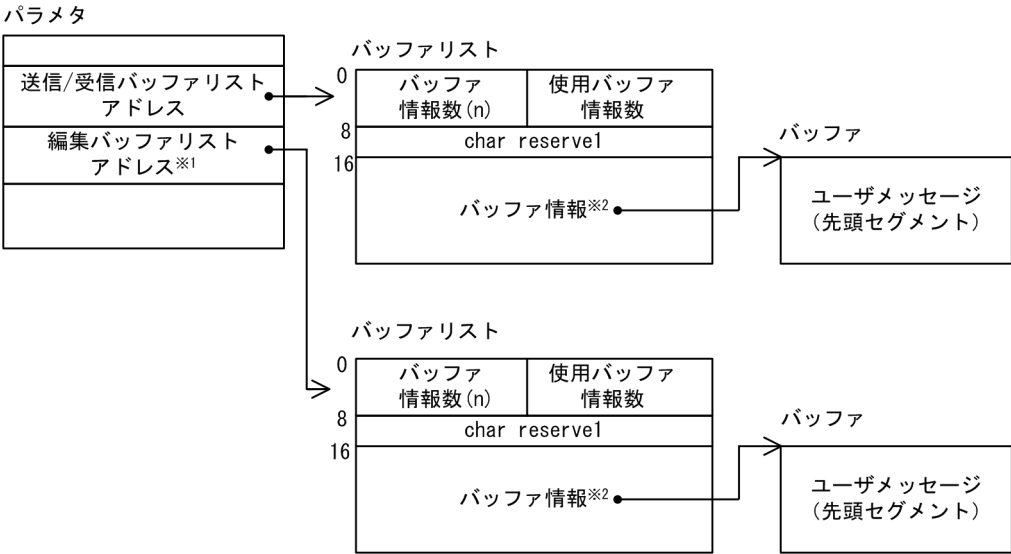 パラメタ
送信/受信バッファリスト
アドレス
編集バッファリスト
アドレス※1
バッファリスト
0
バッファ
情報数(n)
使用バッファ
情報数
8
char reserve1
16
バッファ情報※2
バッファ
ユーザメッセージ
(先頭セグメント)
バッファリスト
0
バッファ
情報数(n)
使用バッファ
情報数
8
char reserve1
16
バッファ情報※2
バッファ
ユーザメッセージ
(先頭セグメント)